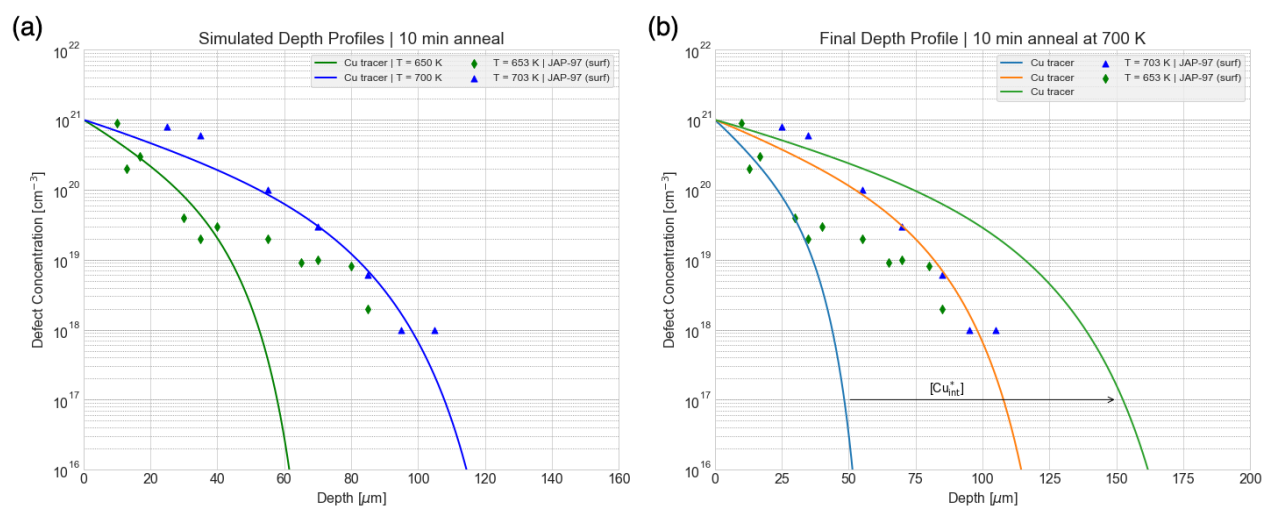 (a)
Simulated Depth Profiles | 10 min anneal
Cu tracer | T = 650 K
Cu tracer | T = 700 K
T = 653 K | JAP-97 (surf)
T = 703 K | JAP-97 (surf)
Defect Concentration [cm⁻³]
10²²
10²¹
10²⁰
10¹⁹
10¹⁸
10¹⁷
10¹⁶
0 20 40 60 80 100 120 140 160
Depth [μm]
(b)
Final Depth Profile | 10 min anneal at 700 K
Cu tracer
Cu tracer
Cu tracer
T = 703 K | JAP-97 (surf)
T = 653 K | JAP-97 (surf)
Defect Concentration [cm⁻³]
10²²
10²¹
10²⁰
10¹⁹
10¹⁸
10¹⁷
10¹⁶
[Cu*int]
0 25 50 75 100 125 150 175 200
Depth [μm]